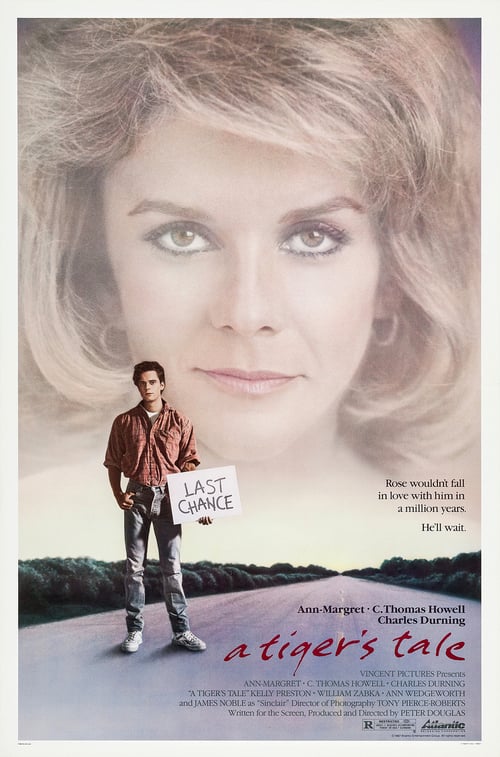 LAST
CHANCE
Rose wouldn't fall
in love with him in
a million years.
He'll wait.
Ann-Margret • C. Thomas Howell
Charles Durning
a tiger's tale
VINCENT PICTURES Presents
ANN-MARGRET • C. THOMAS HOWELL • CHARLES DURNING
"A TIGER'S TALE" KELLY PRESTON • WILLIAM ZABKA • ANN WEDGEWORTH
and JAMES NOBLE as "Sinclair" Director of Photography TONY PIERCE-ROBERTS
Written for the Screen, Produced and Directed by PETER DOUGLAS
R RESTRICTED
Atlantic